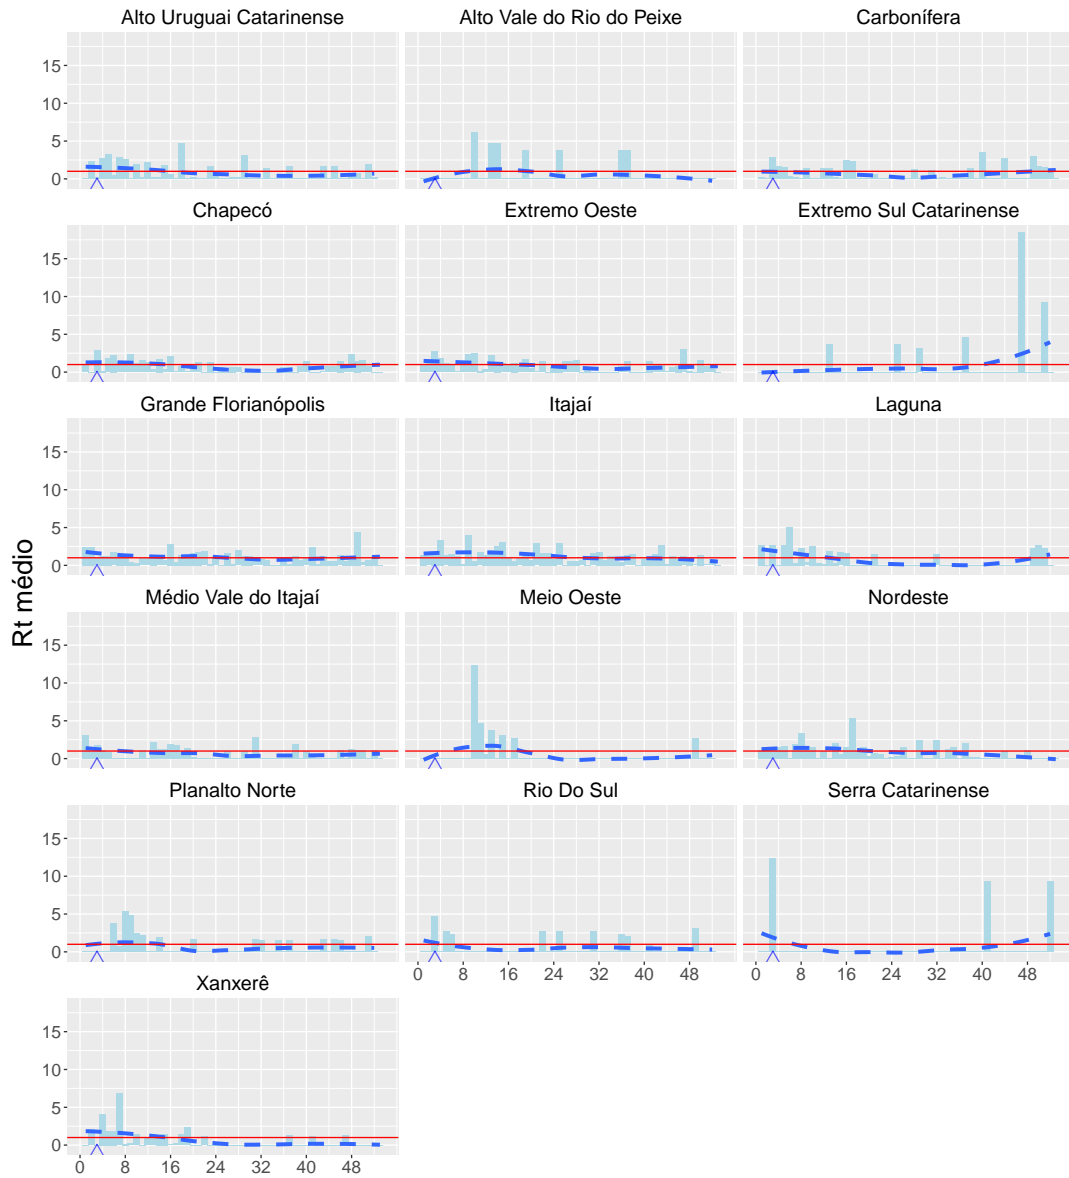 Alto Uruguai Catarinense Alto Vale do Rio do Peixe Carbonífera
15
10
5
0
Chapecó Extremo Oeste Extremo Sul Catarinense
15
10
5
0
Grande Florianópolis Itajaí Laguna
15
10
5
0
Rt médio
Médio Vale do Itajaí Meio Oeste Nordeste
15
10
5
0
Planalto Norte Rio Do Sul Serra Catarinense
15
10
5
0
0 8 16 24 32 40 48 0 8 16 24 32 40 48
Xanxerê
15
10
5
0
0 8 16 24 32 40 48